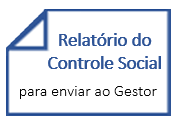 Relatório do
Controle Social
para enviar ao Gestor